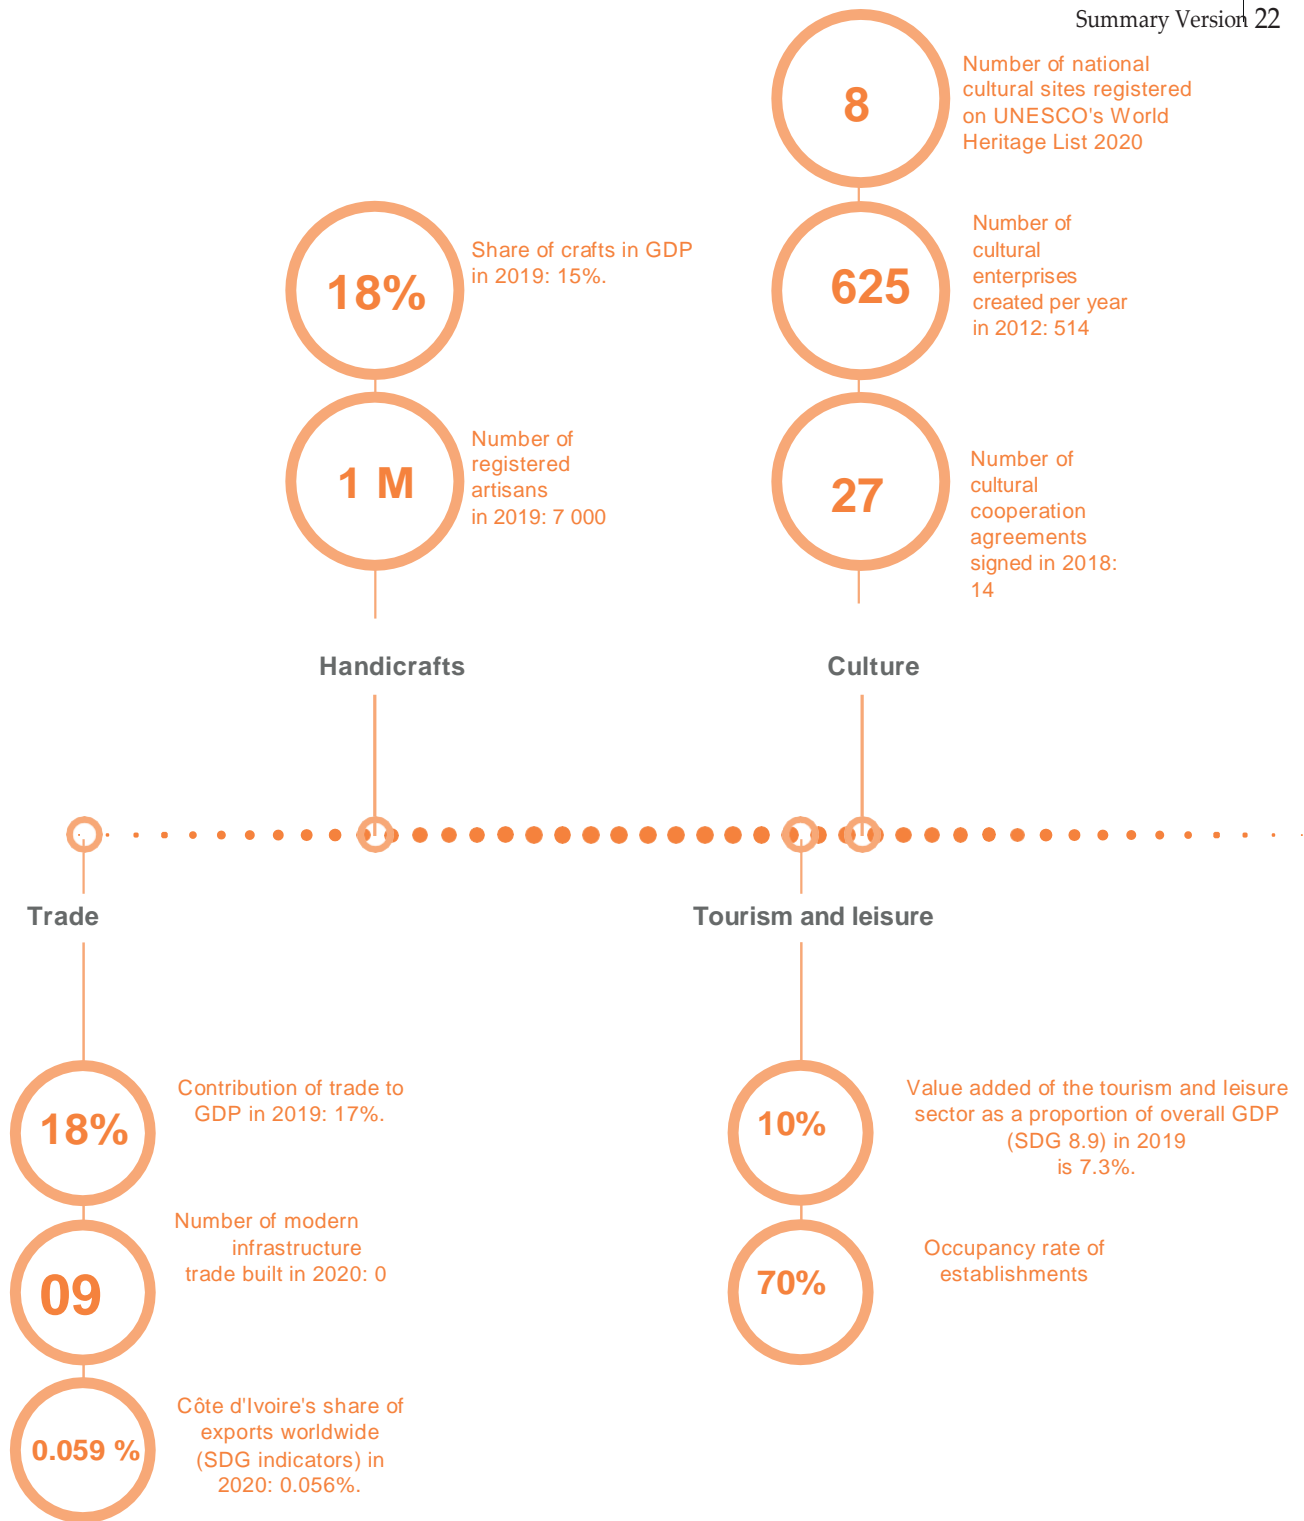 Summary Version 22
8
Number of national
cultural sites registered
on UNESCO's World
Heritage List 2020
18%
Share of crafts in GDP
in 2019: 15%.
625
Number of
cultural
enterprises
created per year
in 2012: 514
1 M
Number of
registered
artisans
in 2019: 7 000
27
Number of
cultural
cooperation
agreements
signed in 2018:
14
Handicrafts
Culture
Trade
Tourism and leisure
18%
Contribution of trade to
GDP in 2019: 17%.
10%
Value added of the tourism and leisure
sector as a proportion of overall GDP
(SDG 8.9) in 2019
is 7.3%.
09
Number of modern
infrastructure
trade built in 2020: 0
70%
Occupancy rate of
establishments
0.059 %
Côte d'Ivoire's share of
exports worldwide
(SDG indicators) in
2020: 0.056%.